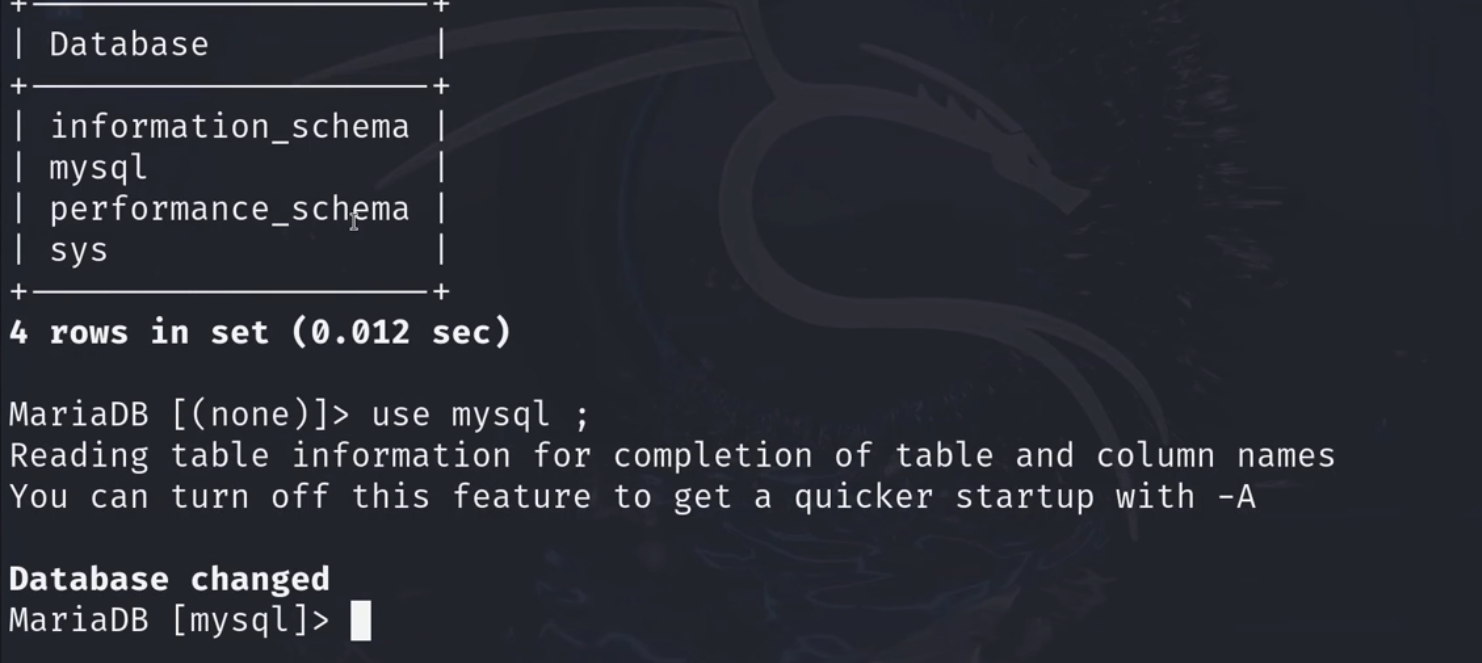 +--------------------+
| Database           |
+--------------------+
| information_schema |
| mysql              |
| performance_schema |
| sys                |
+--------------------+
4 rows in set (0.012 sec)
MariaDB [(none)]> use mysql ;
Reading table information for completion of table and column names
You can turn off this feature to get a quicker startup with -A
Database changed
MariaDB [mysql]>